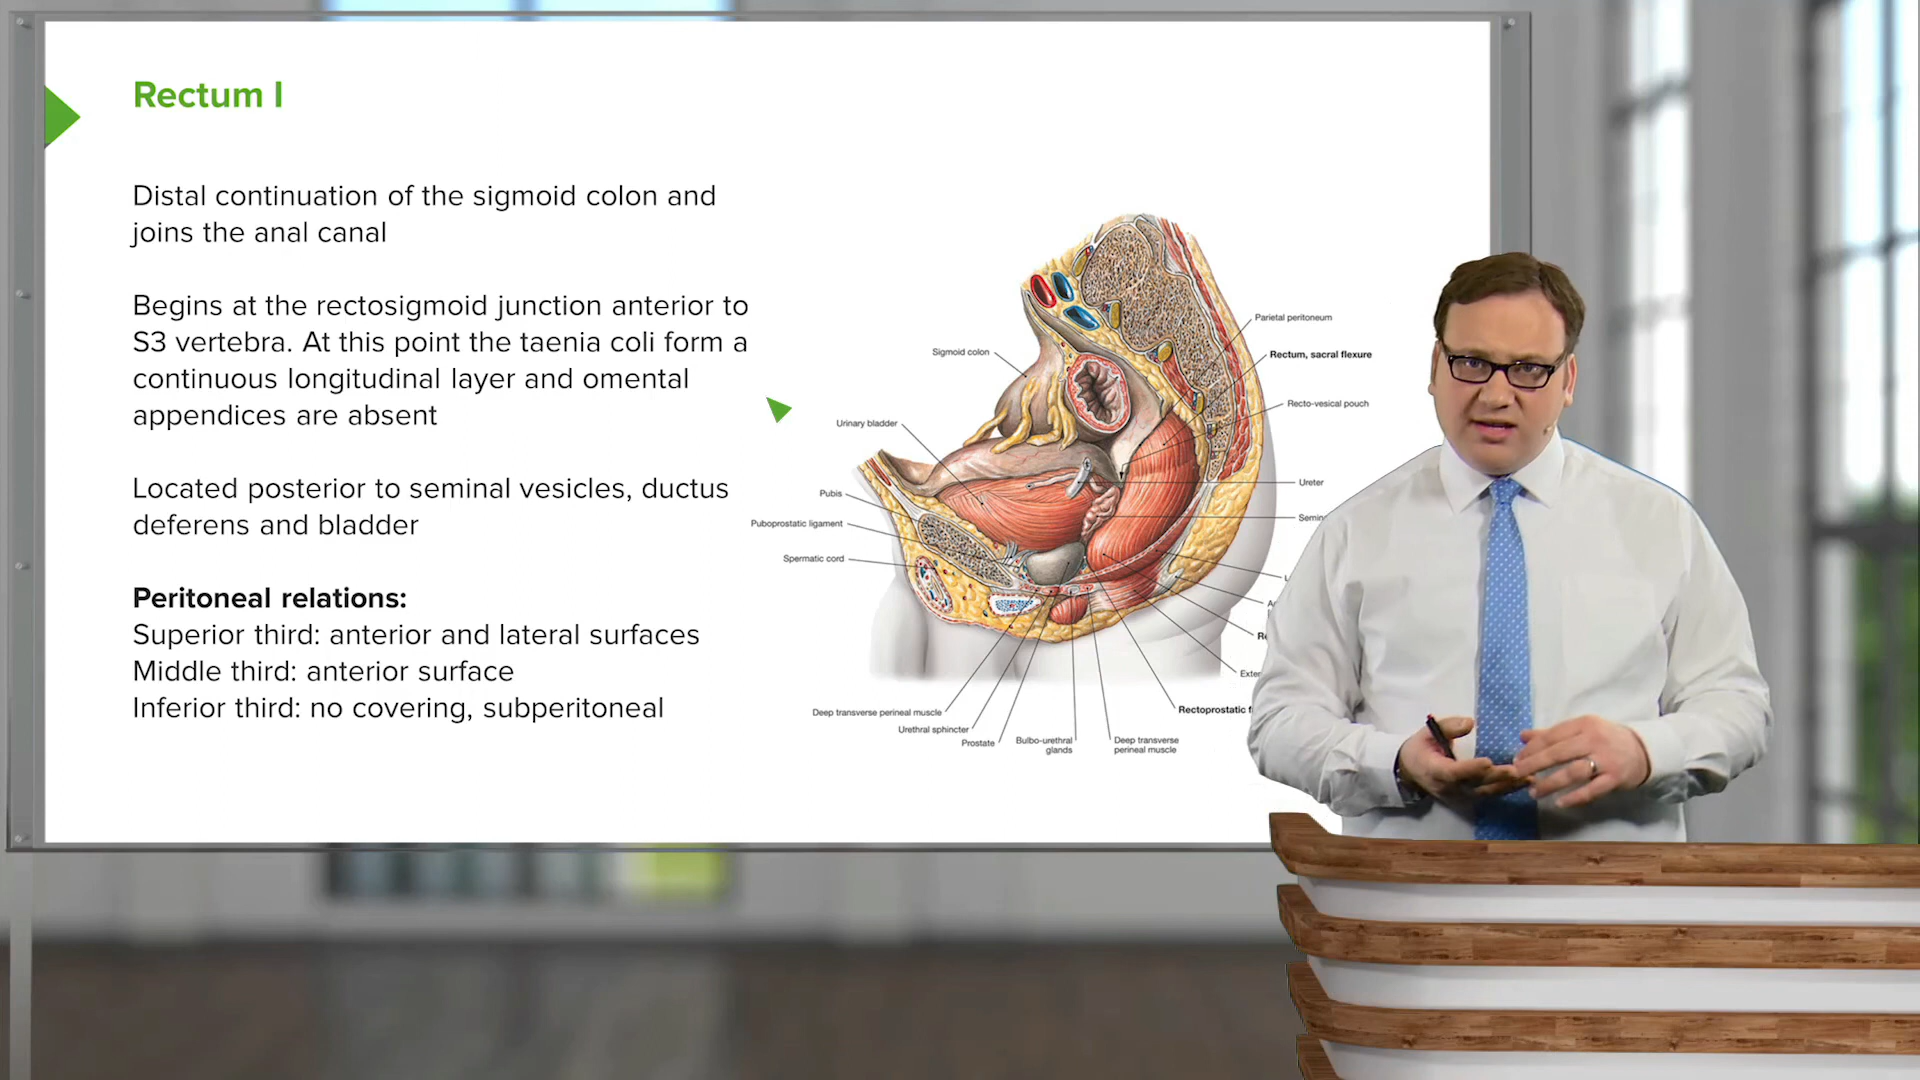 Rectum I
Distal continuation of the sigmoid colon and
joins the anal canal
Begins at the rectosigmoid junction anterior to
S3 vertebra. At this point the taenia coli form a
continuous longitudinal layer and omental
appendices are absent
Located posterior to seminal vesicles, ductus
deferens and bladder
Peritoneal relations:
Superior third: anterior and lateral surfaces
Middle third: anterior surface
Inferior third: no covering, subperitoneal
Sigmoid colon
Urinary bladder
Pubis
Puboprostatic ligament
Spermatic cord
Deep transverse perineal muscle
Urethral sphincter
Prostate
Bulbo-urethral
glands
Deep transverse
perineal muscle
Parietal peritoneum
Rectum, sacral flexure
Recto-vesical pouch
Ureter
Rectoprostatic